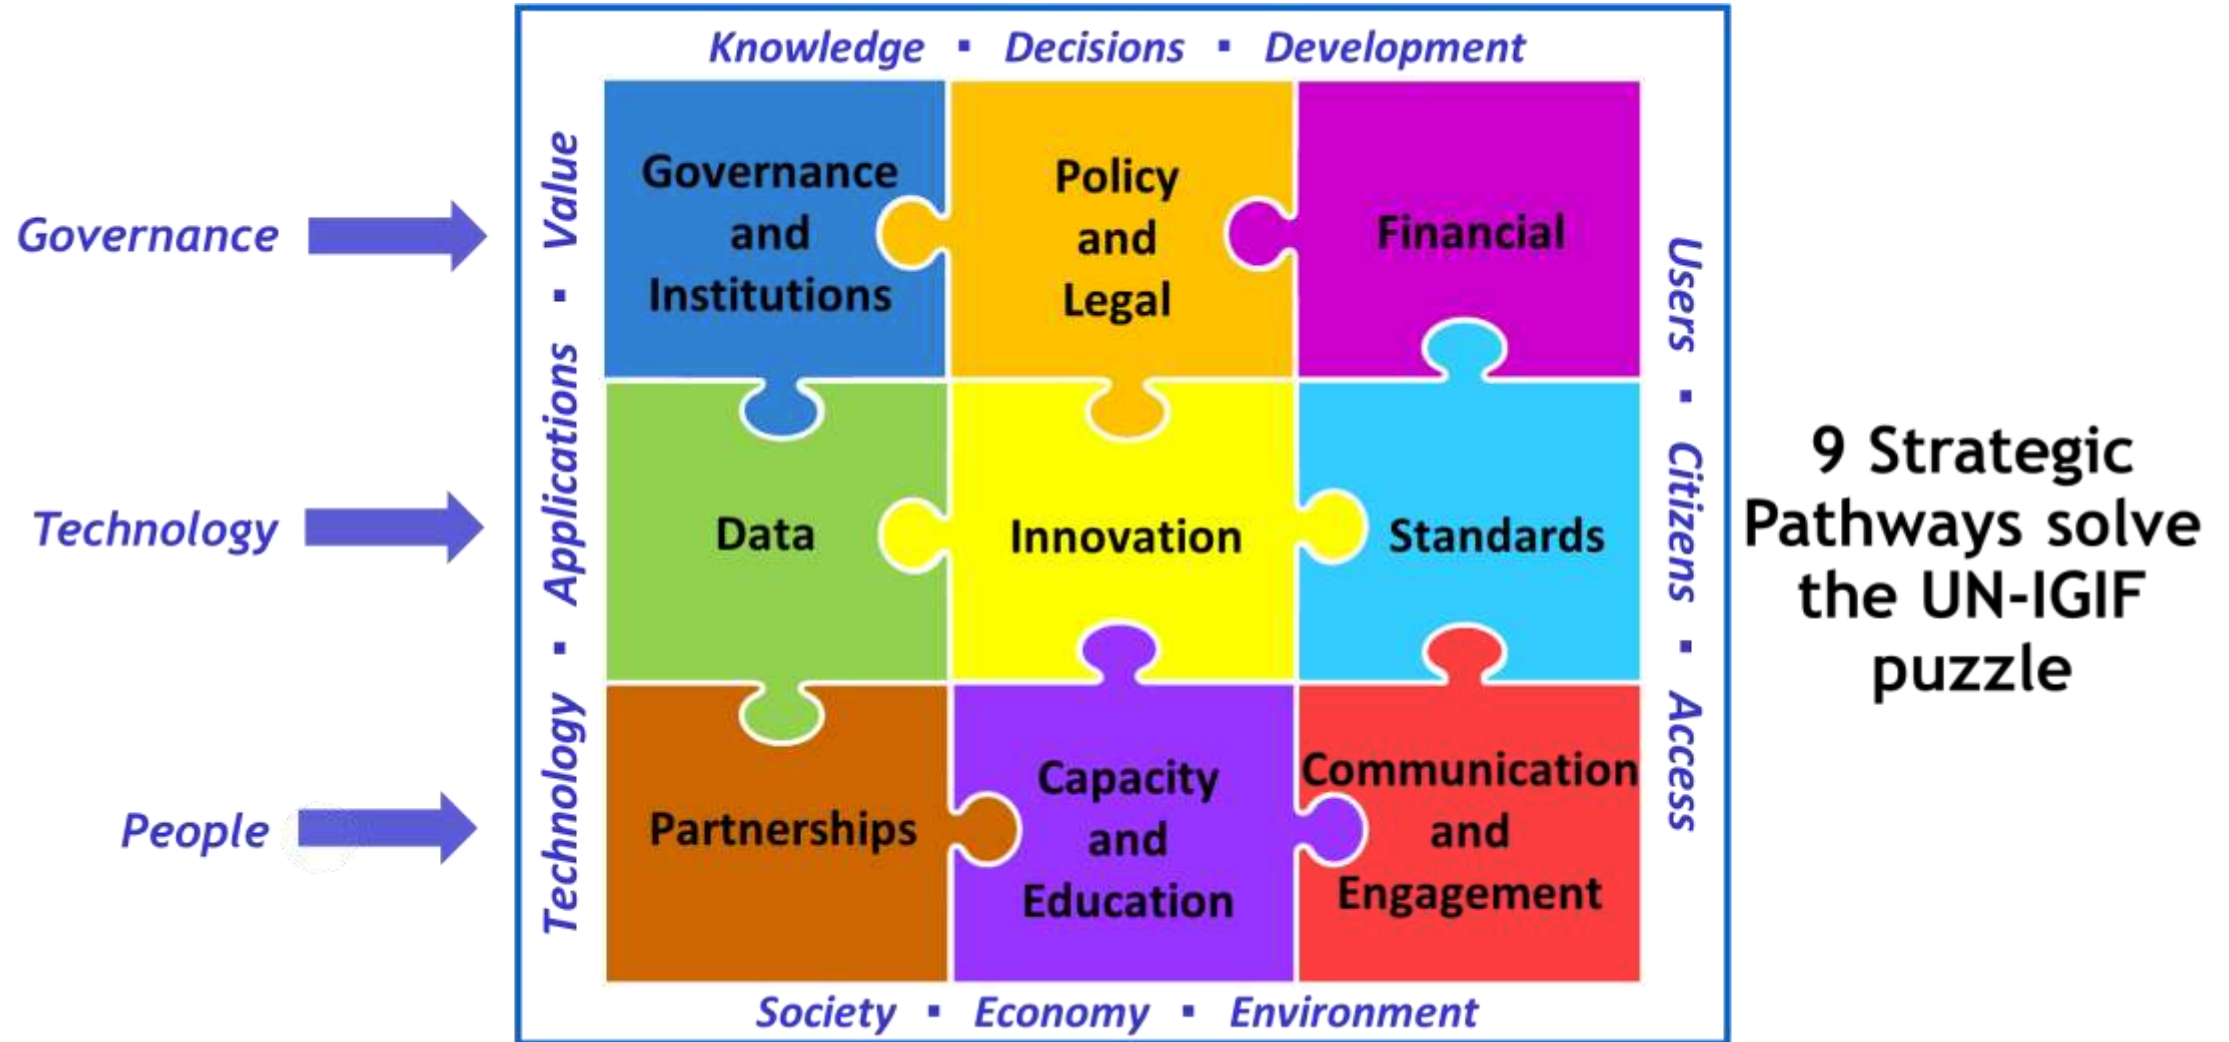 Knowledge ▪ Decisions ▪ Development
Technology ▪ Applications ▪ Value
Users ▪ Citizens ▪ Access
Governance
Governance
and
Institutions
Policy
and
Legal
Financial
Technology
Data
Innovation
Standards
People
Partnerships
Capacity
and
Education
Communication
and
Engagement
Society ▪ Economy ▪ Environment
9 Strategic
Pathways solve
the UN-IGIF
puzzle